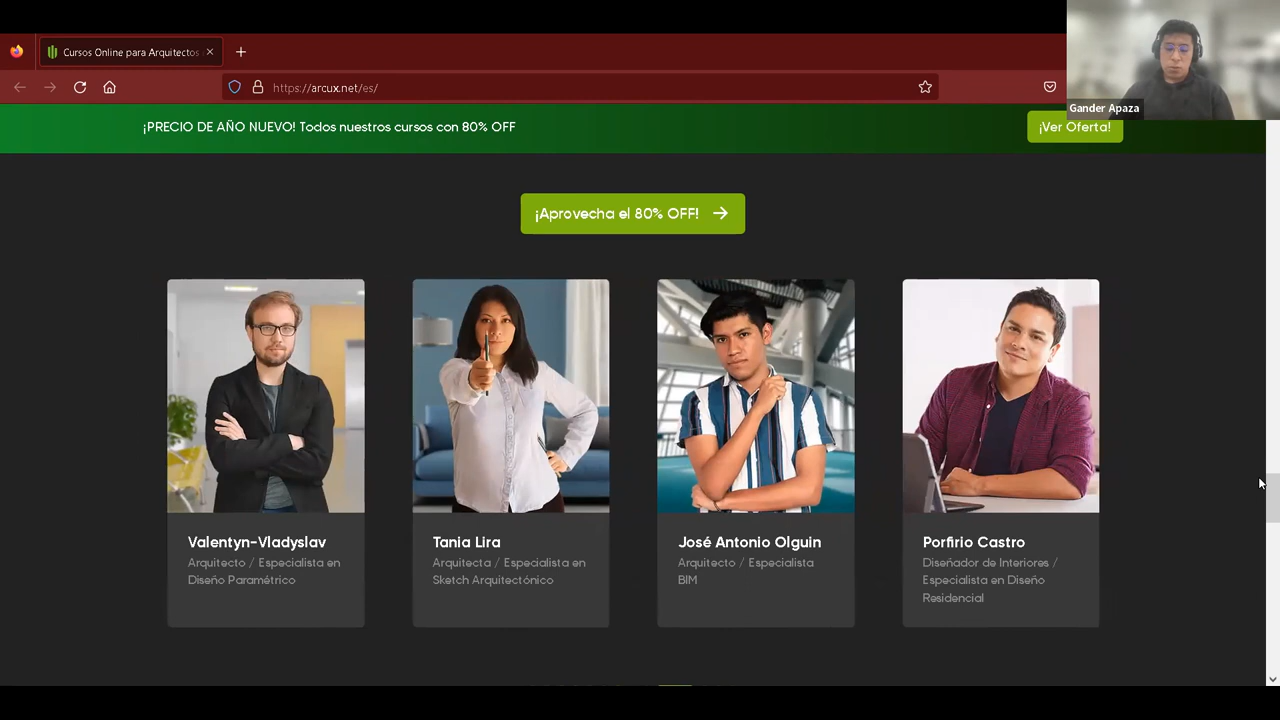 Cursos Online para Arquitectos
https://arcux.net/es/
Gander Apaza
¡PRECIO DE AÑO NUEVO! Todos nuestros cursos con 80% OFF
¡Ver Oferta!
¡Aprovecha el 80% OFF!
Valentyn-Vladyslav
Arquitecto / Especialista en
Diseño Paramétrico
Tania Lira
Arquitecta / Especialista en
Sketch Arquitectónico
José Antonio Olguin
Arquitecto / Especialista
BIM
Porfirio Castro
Diseñador de Interiores /
Especialista en Diseño
Residencial